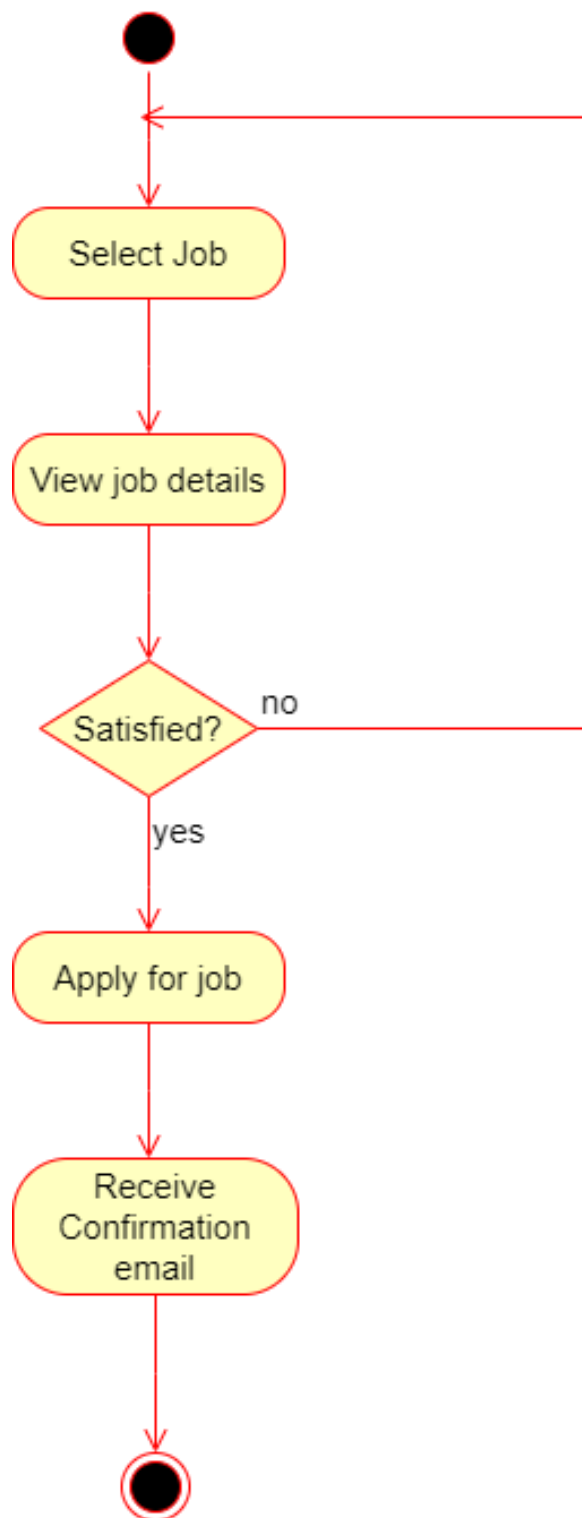 Select Job
View job details
Satisfied?
no
yes
Apply for job
Receive
Confirmation
email